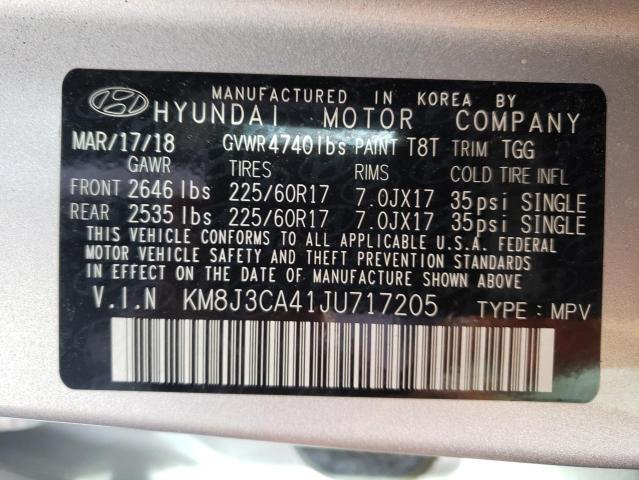 MANUFACTURED IN KOREA BY
HYUNDAI MOTOR COMPANY
MAR/17/18 GVWR 4740lbs PAINT T8T TRIM TGG
GAWR TIRES RIMS COLD TIRE INFL
FRONT 2646 lbs 225/60R17 7.0JX17 35psi SINGLE
REAR 2535 lbs 225/60R17 7.0JX17 35psi SINGLE
THIS VEHICLE CONFORMS TO ALL APPLICABLE U.S.A. FEDERAL
MOTOR VEHICLE SAFETY AND THEFT PREVENTION STANDARDS
IN EFFECT ON THE DATE OF MANUFACTURE SHOWN ABOVE.
V.I.N KM8J3CA41JU717205 TYPE : MPV